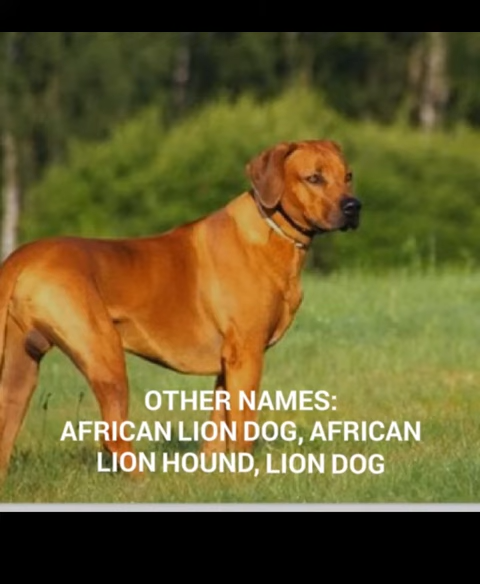 OTHER NAMES:
AFRICAN LION DOG, AFRICAN
LION HOUND, LION DOG